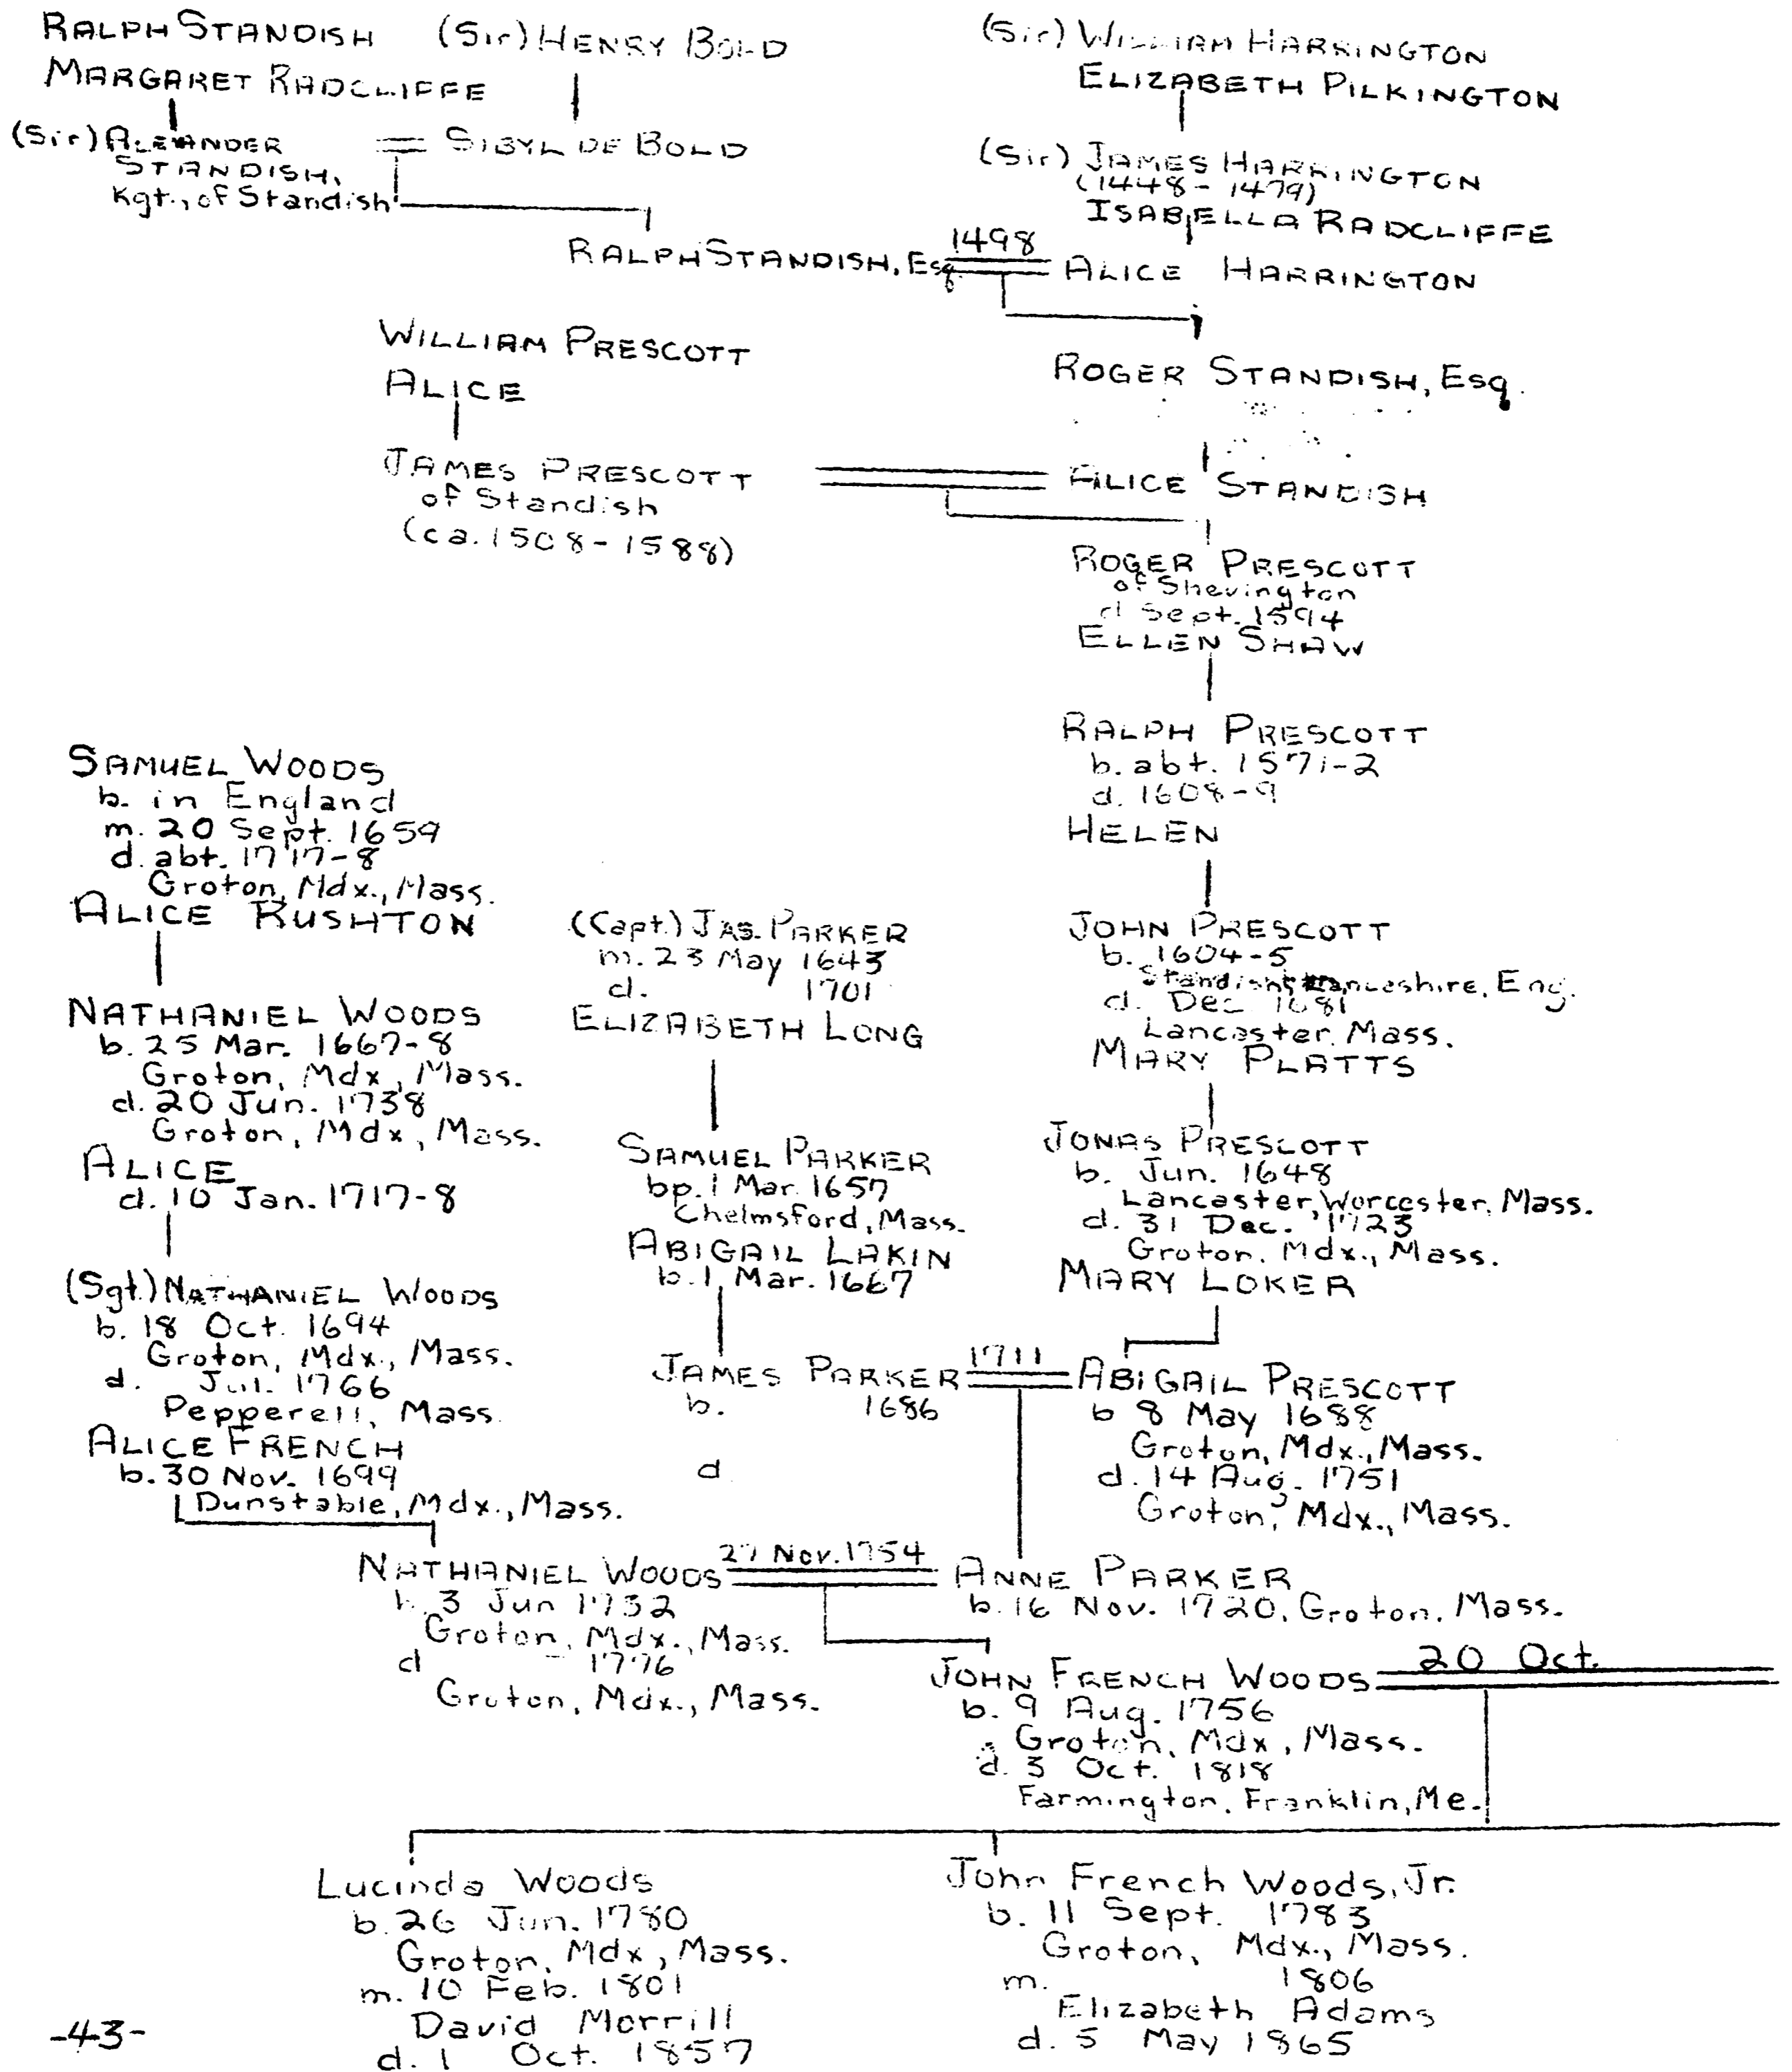 RALPH STANDISH
MARGARET RADCLIFFE
(Sir) HENRY BOLD
(Sir) ALEXANDER
STANDISH,
Kgt., of Standish
SIBYL DE BOLD
(Sir) WILLIAM HARRINGTON
ELIZABETH PILKINGTON
(Sir) JAMES HARRINGTON
(1448-1479)
ISABELLA RADCLIFFE
RALPH STANDISH, Esq.
1498
ALICE HARRINGTON
WILLIAM PRESCOTT
ALICE
ROGER STANDISH, Esq.
JAMES PRESCOTT
of Standish
(ca. 1508-1588)
ALICE STANDISH
ROGER PRESCOTT
of Shevington
d Sept. 1594
ELLEN SHAW
RALPH PRESCOTT
b. abt. 1571-2
d. 1608-9
HELEN
SAMUEL WOODS
b. in England
m. 20 Sept. 1659
d. abt. 1717-8
Groton, Mdx., Mass.
ALICE RUSHTON
(Capt.) JAS. PARKER
m. 23 May 1643
d. 1701
ELIZABETH LONG
JOHN PRESCOTT
b. 1604-5
Standish, Lancashire, Eng.
d. Dec 1681
Lancaster, Mass.
MARY PLATTS
NATHANIEL WOODS
b. 25 Mar. 1667-8
Groton, Mdx., Mass.
d. 20 Jun. 1738
Groton, Mdx., Mass.
ALICE
d. 10 Jan. 1717-8
SAMUEL PARKER
bp. 1 Mar. 1657
Chelmsford, Mass.
ABIGAIL LAKIN
b. 1, Mar. 1667
JONAS PRESCOTT
b. Jun. 1648
Lancaster, Worcester, Mass.
d. 31 Dec. 1723
Groton, Mdx., Mass.
MARY LOKER
(Sgt.) NATHANIEL WOODS
b. 18 Oct. 1694
Groton, Mdx., Mass.
d. Jul. 1766
Pepperell, Mass.
ALICE FRENCH
b. 30 Nov. 1699
Dunstable, Mdx., Mass.
JAMES PARKER
b. 1686
d
1711
ABIGAIL PRESCOTT
b 8 May 1688
Groton, Mdx., Mass.
d. 14 Aug. 1751
Groton, Mdx., Mass.
NATHANIEL WOODS
b. 3 Jun 1732
Groton, Mdx., Mass.
d - 1776
Groton, Mdx., Mass.
27 Nov. 1754
ANNE PARKER
b. 16 Nov. 1720, Groton, Mass.
JOHN FRENCH WOODS
b. 9 Aug. 1756
Groton, Mdx, Mass.
d. 3 Oct. 1818
Farmington, Franklin, Me.
20 Oct.
Lucinda Woods
b. 26 Jun. 1780
Groton, Mdx, Mass.
m. 10 Feb. 1801
David Morrill
d. 1 Oct. 1857
John French Woods, Jr.
b. 11 Sept. 1783
Groton, Mdx., Mass.
m. 1806
Elizabeth Adams
d. 5 May 1865
-43-